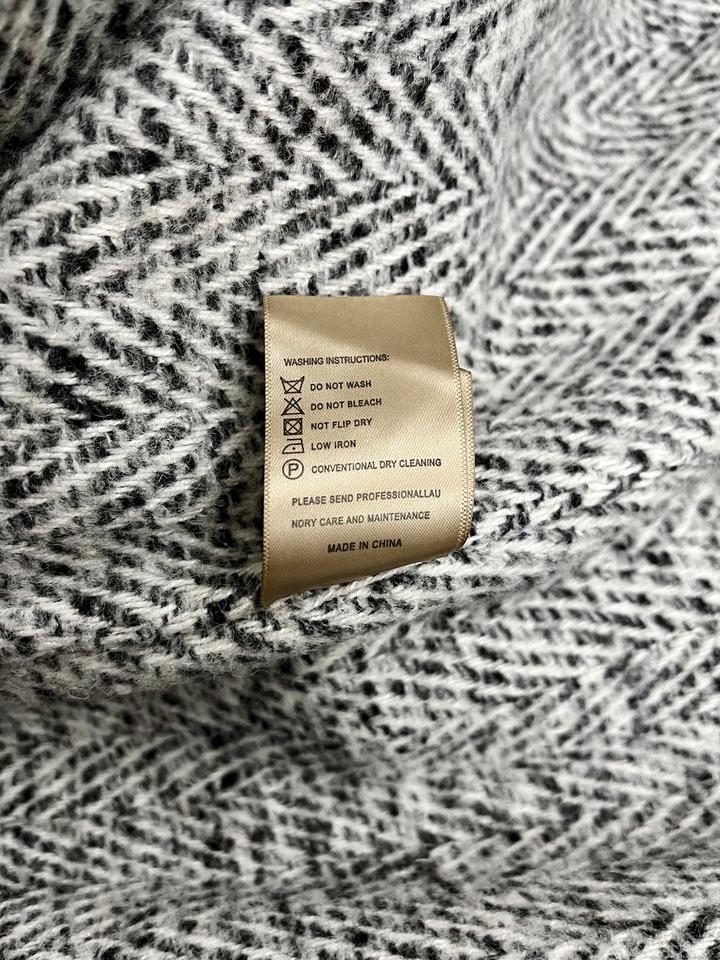 WASHING INSTRUCTIONS:
DO NOT WASH
DO NOT BLEACH
NOT FLIP DRY
LOW IRON
P CONVENTIONAL DRY CLEANING
PLEASE SEND PROFESSIONALLAU
NDRY CARE AND MAINTENANCE
MADE IN CHINA